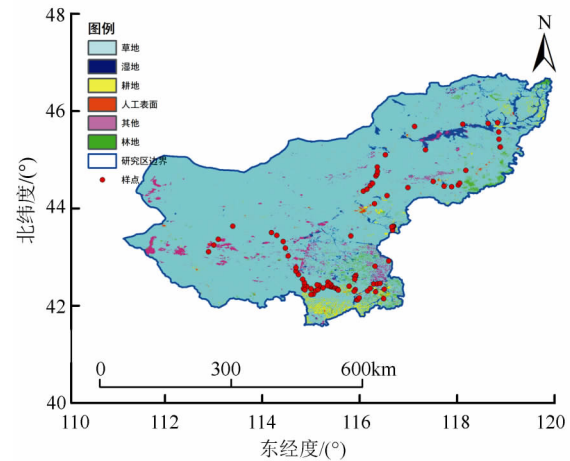 48
46
44
42
40
北纬度/(°)
图例
草地
湿地
耕地
人工表面
其他
林地
研究区边界
样点
N
0 300 600km
110 112 114 116 118 120
东经度/(°)